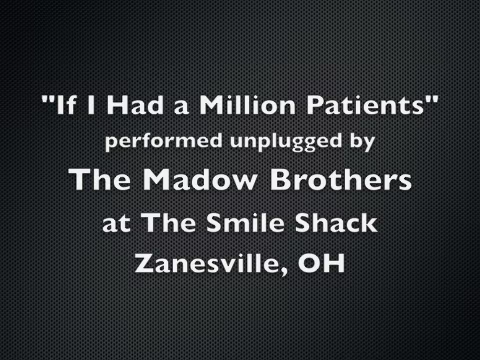 "If I Had a Million Patients"
performed unplugged by
The Madow Brothers
at The Smile Shack
Zanesville, OH